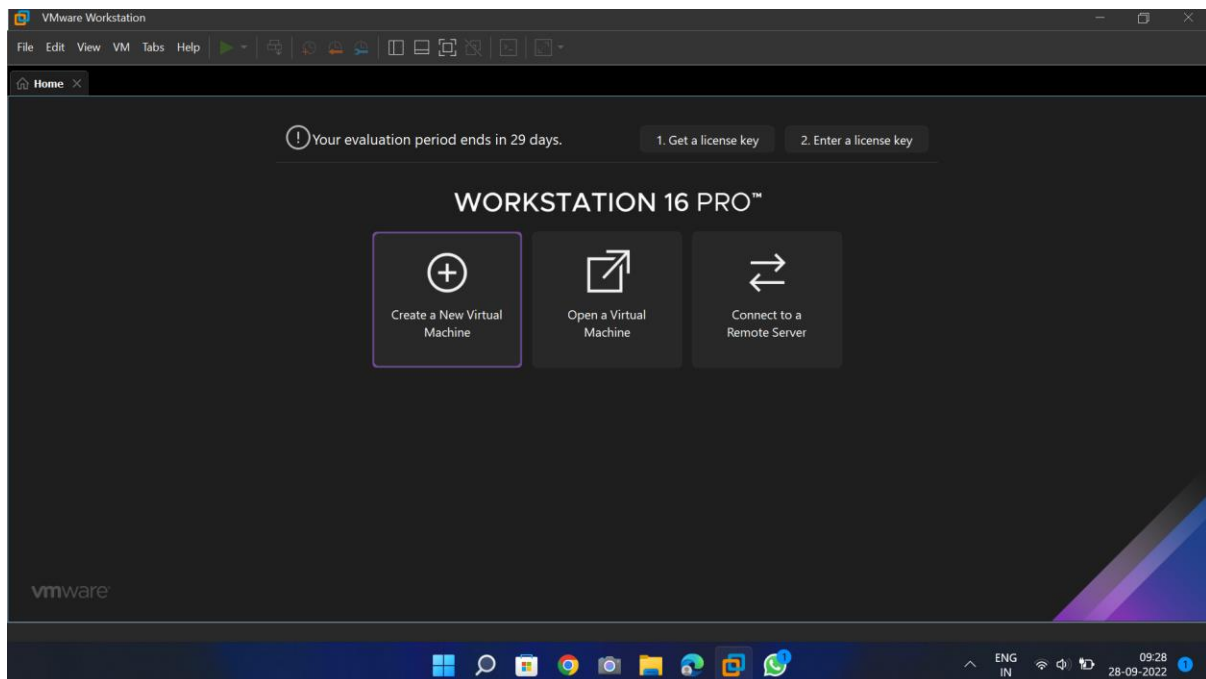 VMware Workstation
File Edit View VM Tabs Help
Home
Your evaluation period ends in 29 days.
1. Get a license key
2. Enter a license key
WORKSTATION 16 PRO™
Create a New Virtual
Machine
Open a Virtual
Machine
Connect to a
Remote Server
vmware
1
ENG
IN
09:28
28-09-2022
1